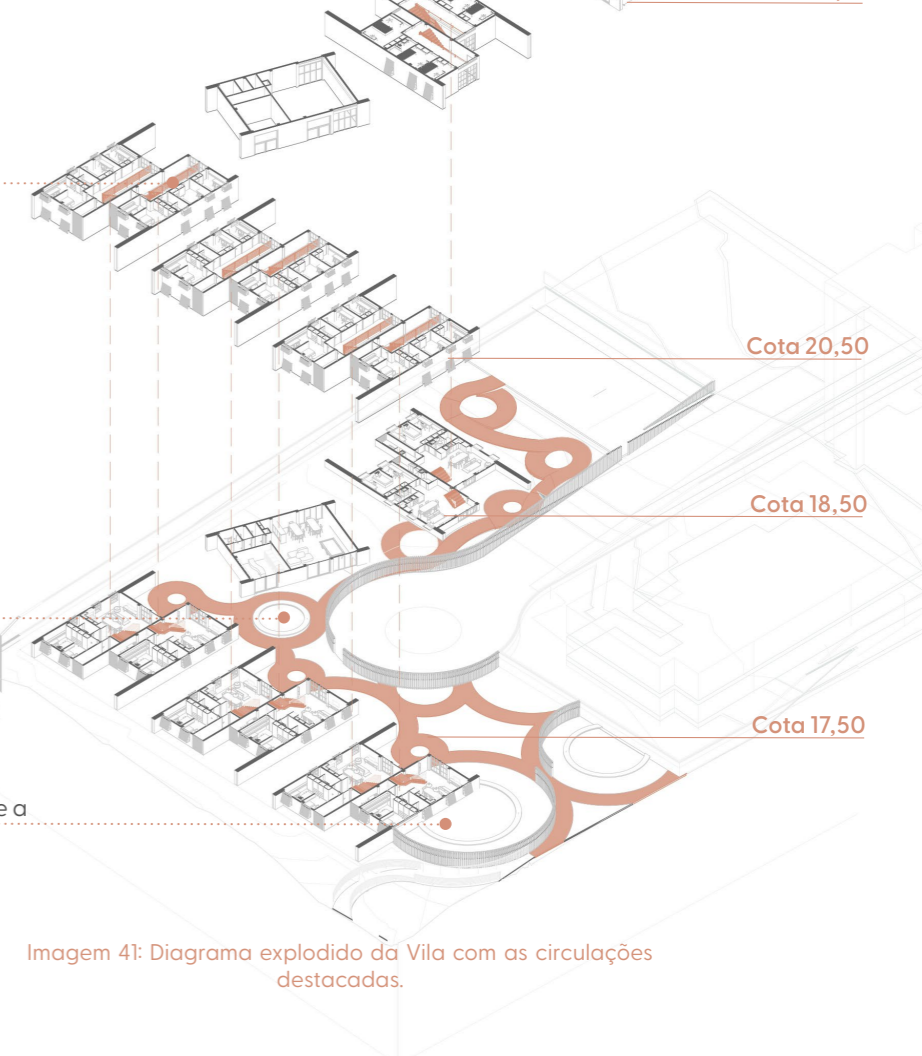 Cota 20,50
Cota 18,50
Cota 17,50
e a
Imagem 41: Diagrama explodido da Vila com as circulações
destacadas.